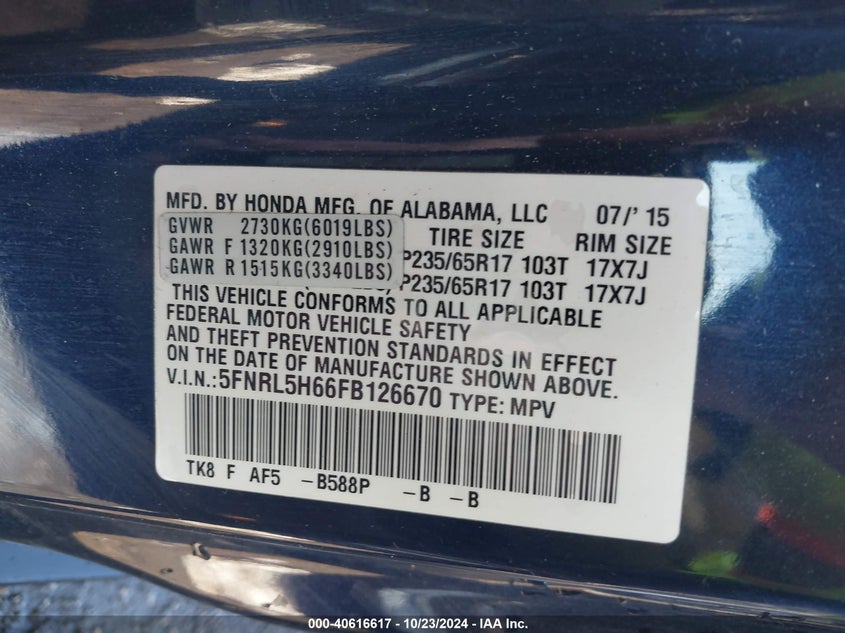 MFD. BY HONDA MFG. OF ALABAMA, LLC 07/' 15
GVWR 2730KG(6019LBS) TIRE SIZE RIM SIZE
GAWR F 1320KG(2910LBS) P235/65R17 103T 17X7J
GAWR R 1515KG(3340LBS) P235/65R17 103T 17X7J
THIS VEHICLE CONFORMS TO ALL APPLICABLE
FEDERAL MOTOR VEHICLE SAFETY
AND THEFT PREVENTION STANDARDS IN EFFECT
ON THE DATE OF MANUFACTURE SHOWN ABOVE.
V.I.N.:5FNRL5H66FB126670 TYPE: MPV
TK8 F AF5 -B588P -B -B
000-40616617 - 10/23/2024 - IAA Inc.